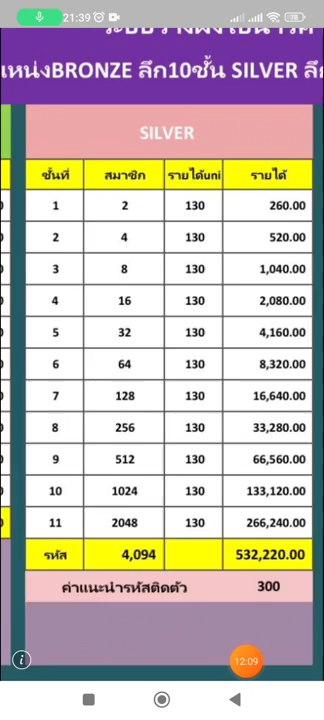 21:39
เหน่งBRONZE ลึก10ชั้น SILVER ลึก
SILVER
ชั้นที่ สมาชิก รายได้uni รายได้
1 2 130 260.00
2 4 130 520.00
3 8 130 1,040.00
4 16 130 2,080.00
5 32 130 4,160.00
6 64 130 8,320.00
7 128 130 16,640.00
8 256 130 33,280.00
9 512 130 66,560.00
10 1024 130 133,120.00
11 2048 130 266,240.00
รหัส 4,094 532,220.00
ค่าแนะนำรหัสติดตัว 300
12:09